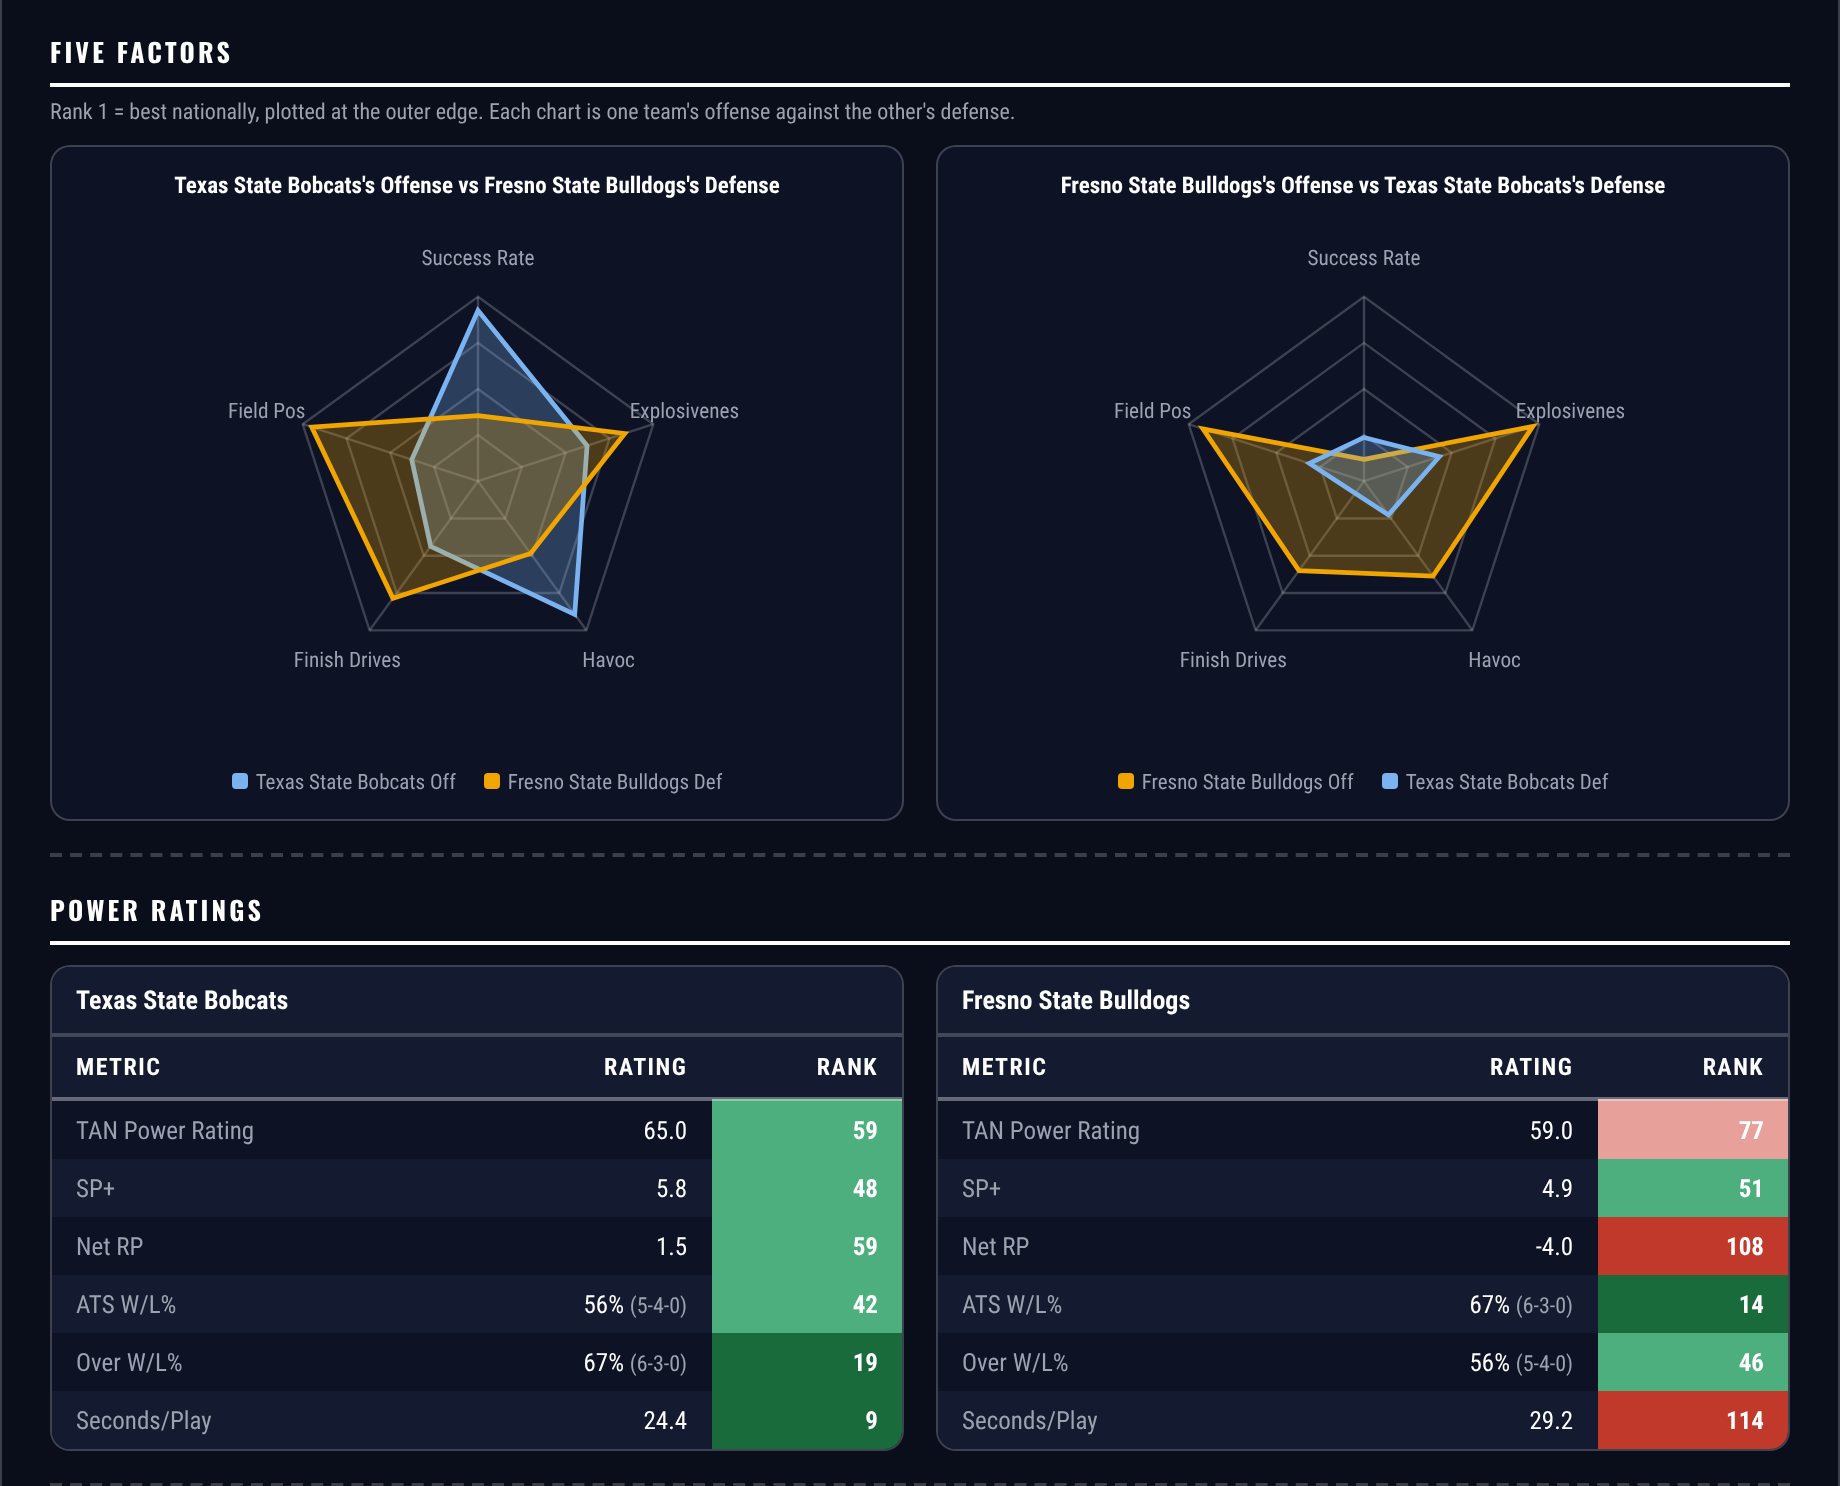 FIVE FACTORS
Rank 1 = best nationally, plotted at the outer edge. Each chart is one team's offense against the other's defense.
Texas State Bobcats's Offense vs Fresno State Bulldogs's Defense
Success Rate
Field Pos
Explosivenes
Finish Drives
Havoc
Texas State Bobcats Off
Fresno State Bulldogs Def
Fresno State Bulldogs's Offense vs Texas State Bobcats's Defense
Success Rate
Field Pos
Explosivenes
Finish Drives
Havoc
Fresno State Bulldogs Off
Texas State Bobcats Def
POWER RATINGS
Texas State Bobcats
METRIC RATING RANK
TAN Power Rating 65.0 59
SP+ 5.8 48
Net RP 1.5 59
ATS W/L% 56% (5-4-0) 42
Over W/L% 67% (6-3-0) 19
Seconds/Play 24.4 9
Fresno State Bulldogs
METRIC RATING RANK
TAN Power Rating 59.0 77
SP+ 4.9 51
Net RP -4.0 108
ATS W/L% 67% (6-3-0) 14
Over W/L% 56% (5-4-0) 46
Seconds/Play 29.2 114